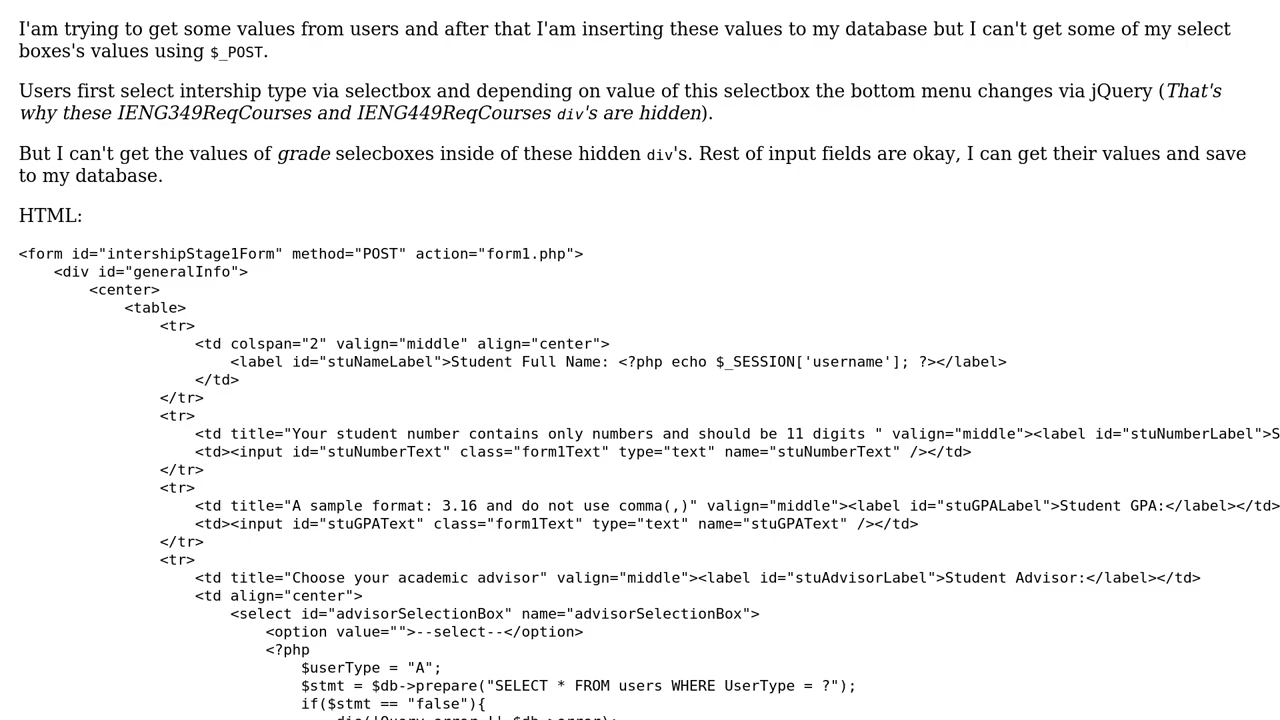 I'am trying to get some values from users and after that I'am inserting these values to my database but I can't get some of my select
boxes's values using $_POST.
Users first select intership type via selectbox and depending on value of this selectbox the bottom menu changes via jQuery (That's
why these IENG349ReqCourses and IENG449ReqCourses div's are hidden).
But I can't get the values of grade selecboxes inside of these hidden div's. Rest of input fields are okay, I can get their values and save
to my database.
HTML:
<form id="intershipStage1Form" method="POST" action="form1.php">
<div id="generalInfo">
<center>
<table>
<tr>
<td colspan="2" valign="middle" align="center">
<label id="stuNameLabel">Student Full Name: <?php echo $_SESSION['username']; ?></label>
</td>
</tr>
<tr>
<td title="Your student number contains only numbers and should be 11 digits " valign="middle"><label id="stuNumberLabel">S
<td><input id="stuNumberText" class="form1Text" type="text" name="stuNumberText" /></td>
</tr>
<tr>
<td title="A sample format: 3.16 and do not use comma(,)" valign="middle"><label id="stuGPALabel">Student GPA:</label></td>
<td><input id="stuGPAText" class="form1Text" type="text" name="stuGPAText" /></td>
</tr>
<tr>
<td title="Choose your academic advisor" valign="middle"><label id="stuAdvisorLabel">Student Advisor:</label></td>
<td align="center">
<select id="advisorSelectionBox" name="advisorSelectionBox">
<option value="">--select--</option>
<?php
$userType = "A";
$stmt = $db->prepare("SELECT * FROM users WHERE UserType = ?");
if($stmt == "false"){
die('Query error !' $db->error);